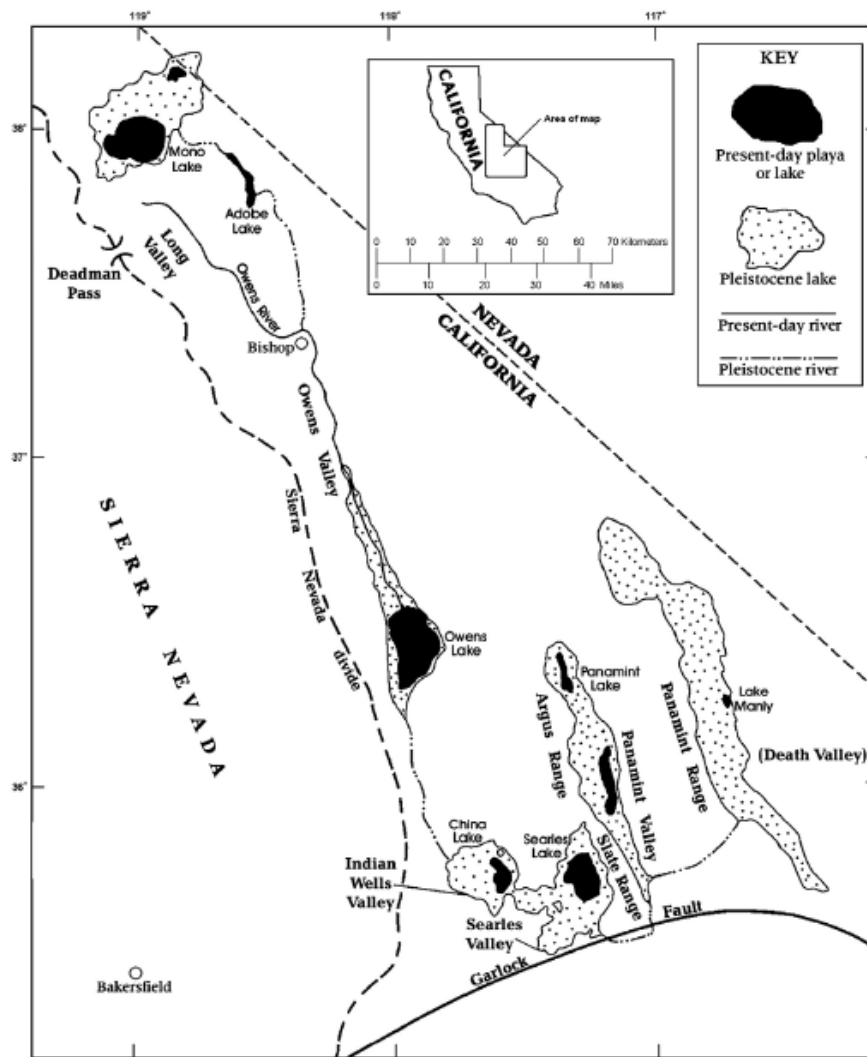 119°
118°
117°
38°
37°
36°
KEY
Present-day playa
or lake
Pleistocene lake
Present-day river
Pleistocene river
CALIFORNIA
Area of map
0 10 20 30 40 50 60 70 Kilometers
0 10 20 30 40 Miles
Mono
Lake
Adobe
Lake
Long
Valley
Deadman
Pass
Owens River
Bishop
NEVADA
CALIFORNIA
Owens
Valley
Sierra
Nevada
divide
SIERRA NEVADA
Owens
Lake
Panamint
Lake
Argus
Range
Panamint
Valley
Panamint
Range
Lake
Manly
(Death Valley)
China
Lake
Searles
Lake
Slate Range
Indian
Wells
Valley
Searles
Valley
Garlock
Fault
Bakersfield